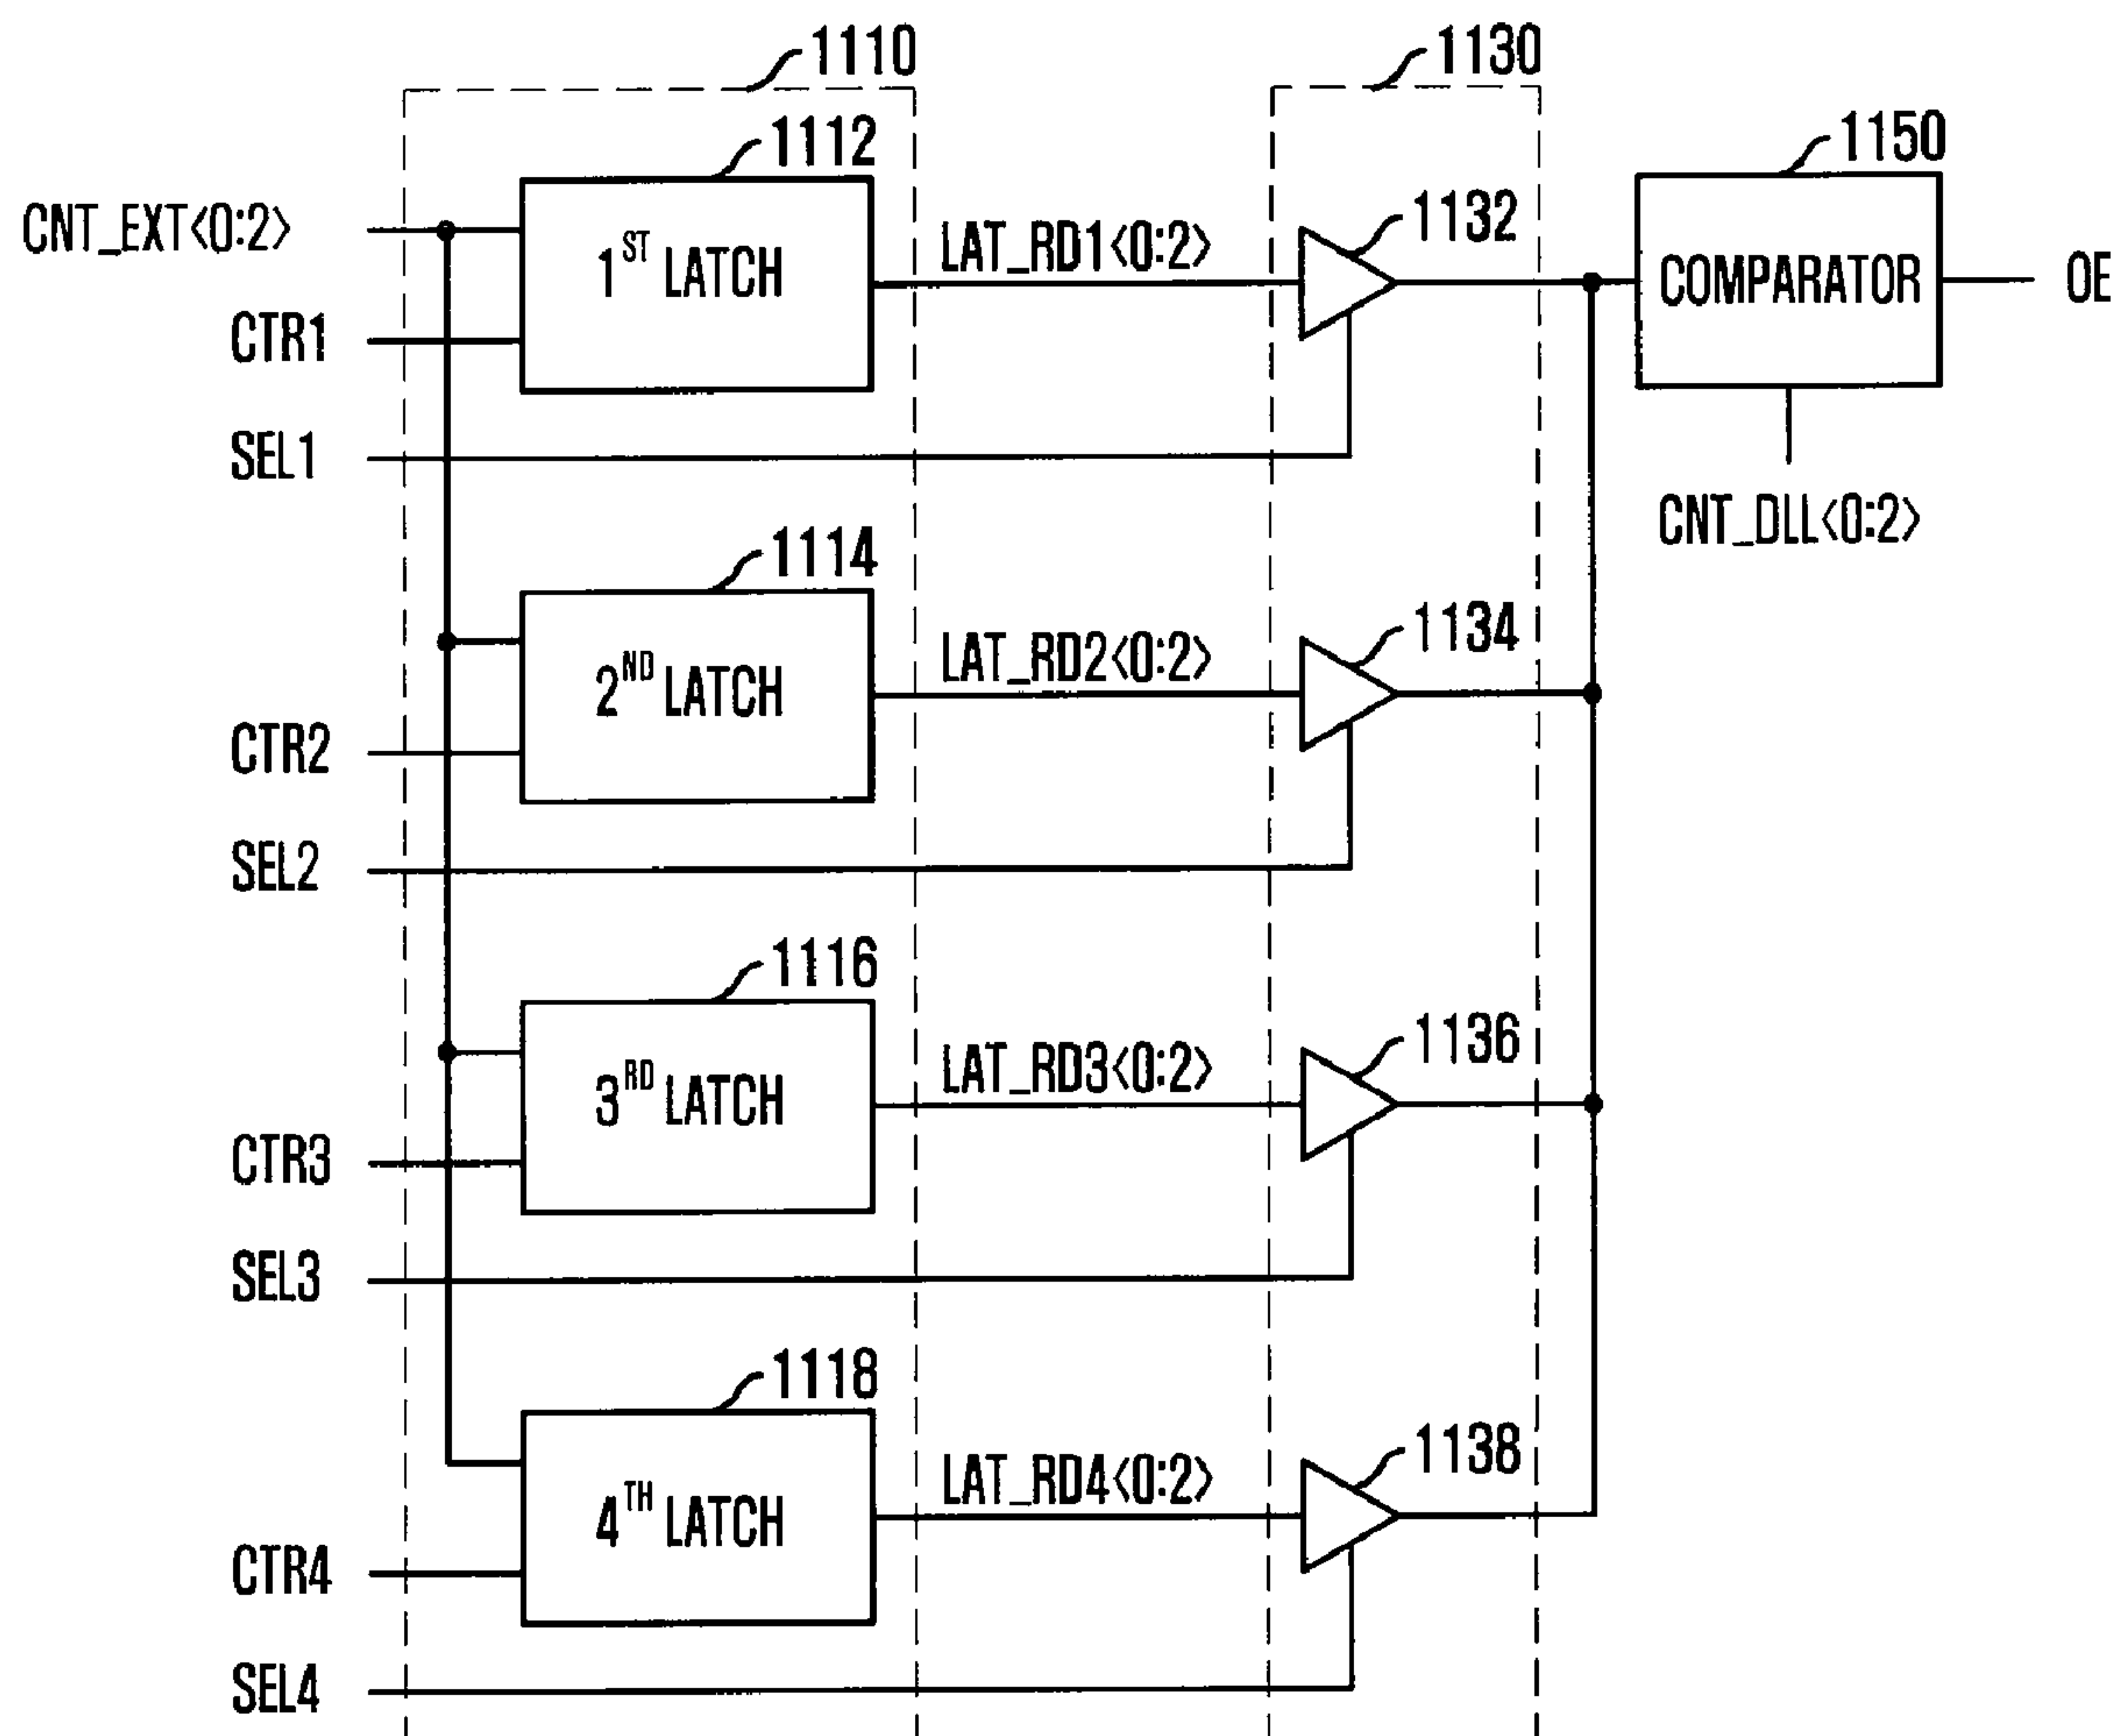 1110
1130
1112
1150
CNT_EXT<0:2>
1ST LATCH
LAT_RD1<0:2>
1132
COMPARATOR
OE
CTR1
SEL1
CNT_DLL<0:2>
1114
2ND LATCH
LAT_RD2<0:2>
1134
CTR2
SEL2
1116
3RD LATCH
LAT_RD3<0:2>
1136
CTR3
SEL3
1118
4TH LATCH
LAT_RD4<0:2>
1138
CTR4
SEL4